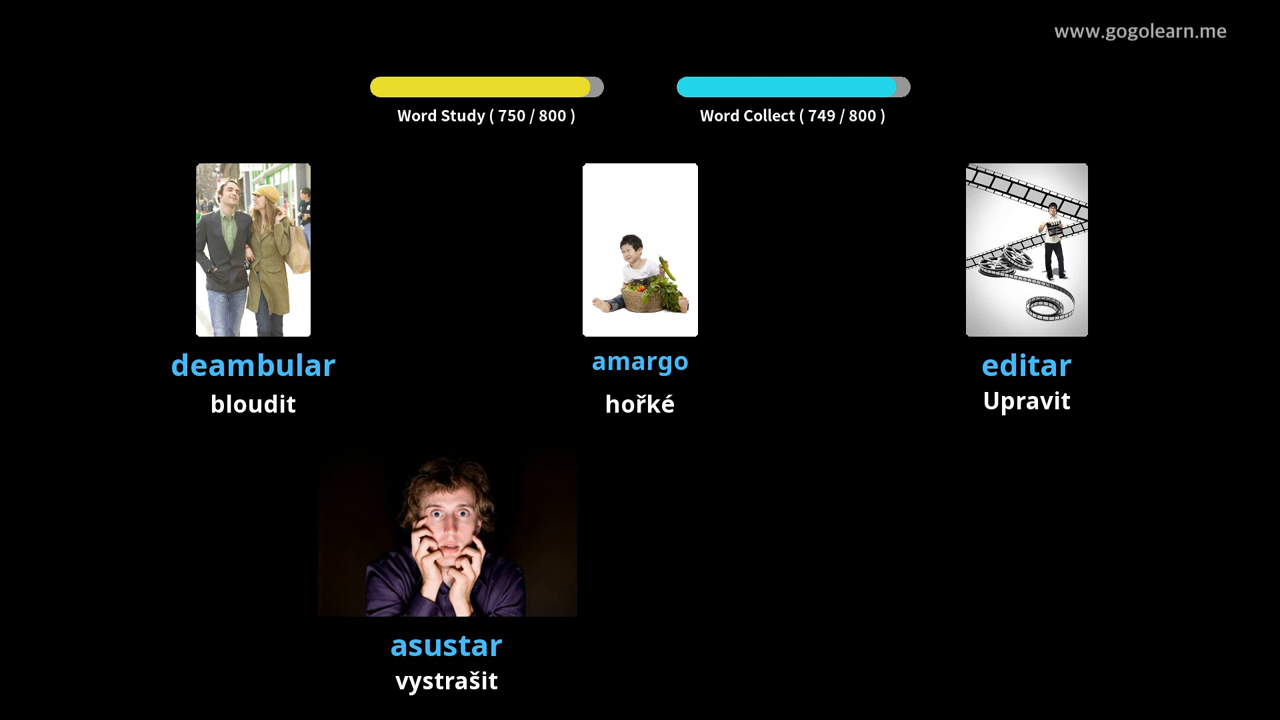 www.gogolearn.me
Word Study ( 750 / 800 )
Word Collect ( 749 / 800 )
deambular
bloudit
amargo
hořké
editar
Upravit
asustar
vystrašit